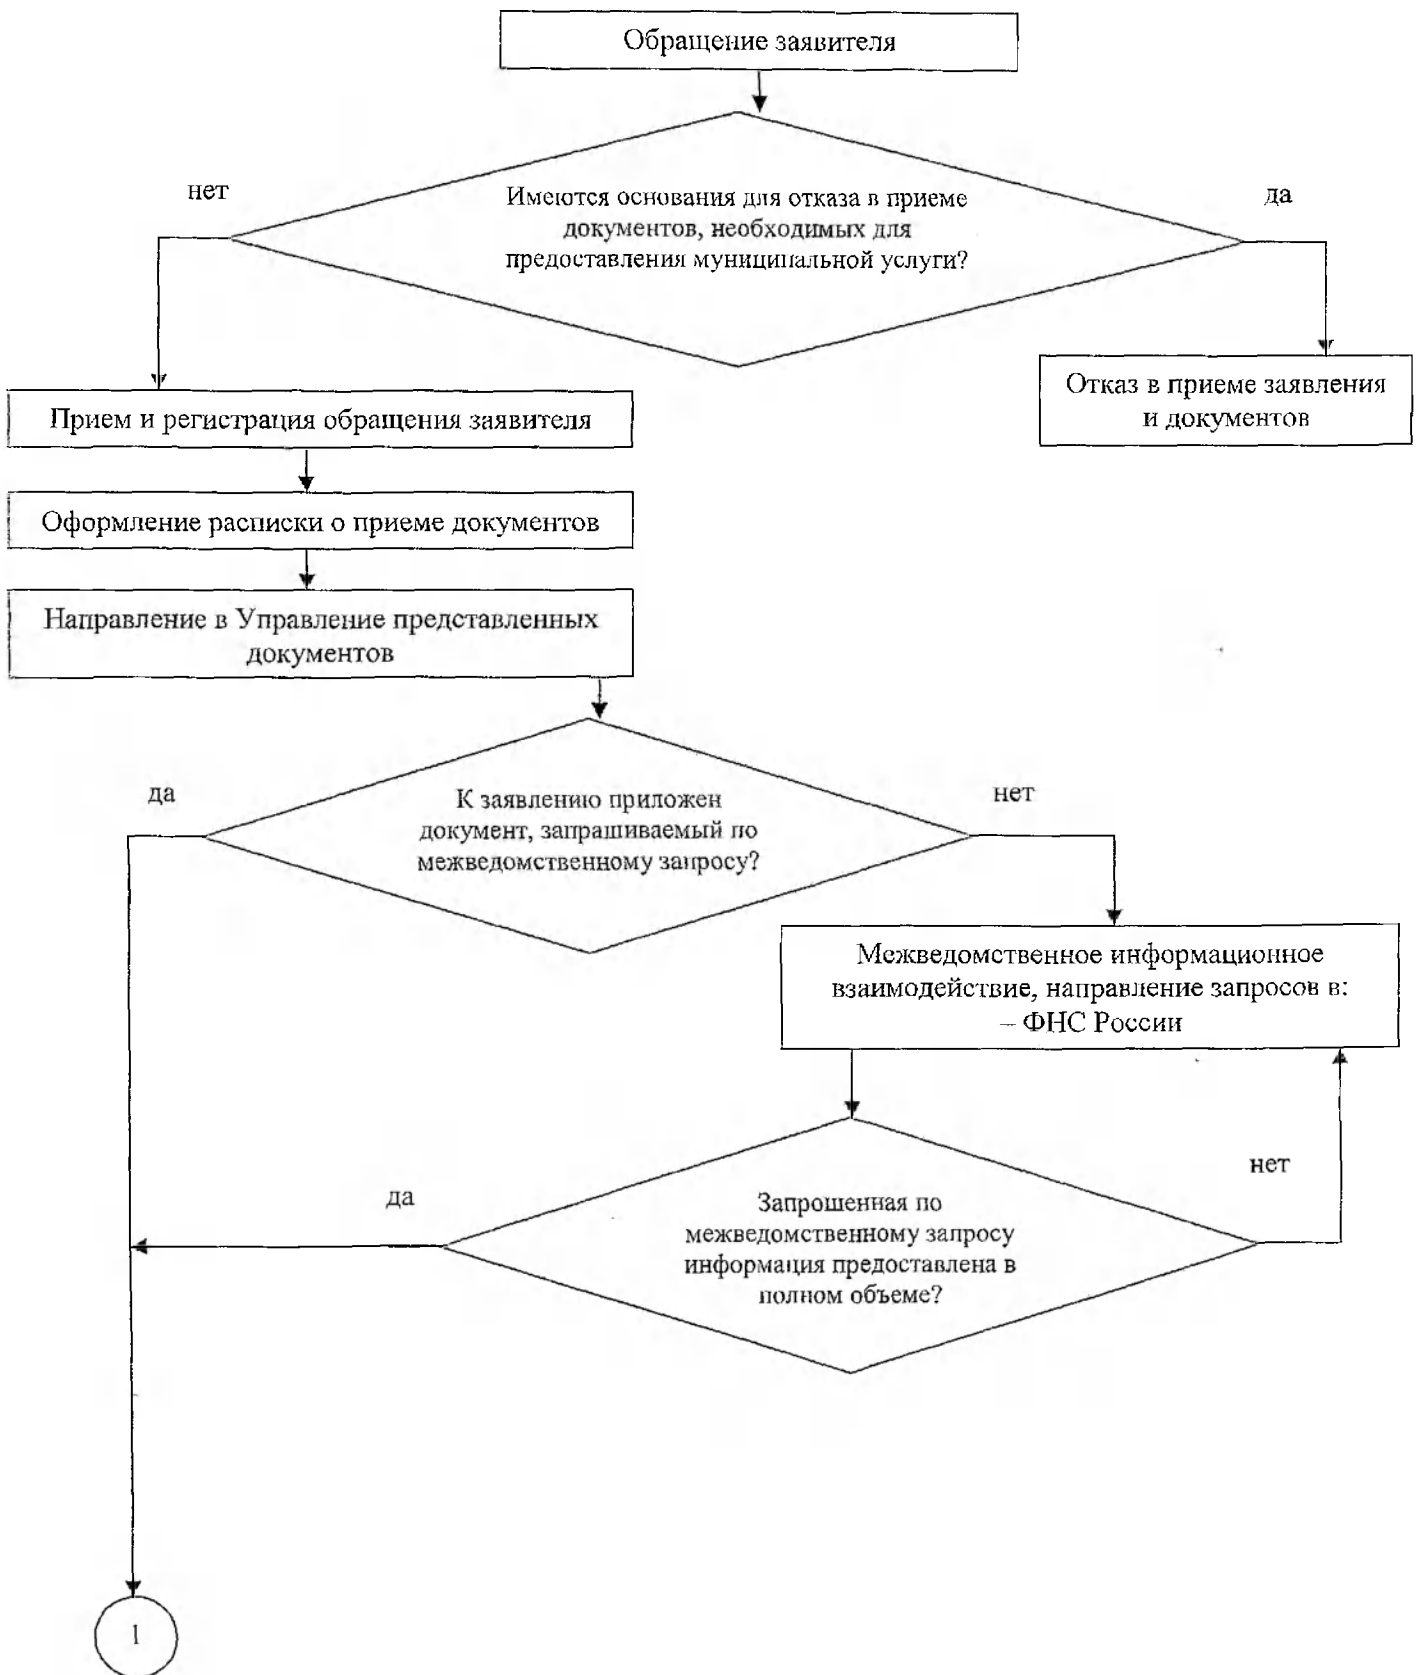 Обращение заявителя
нет
да
Имеются основания для отказа в приеме
документов, необходимых для
предоставления муниципальной услуги?
Отказ в приеме заявления
и документов
Прием и регистрация обращения заявителя
Оформление расписки о приеме документов
Направление в Управление представленных
документов
да
нет
К заявлению приложен
документ, запрашиваемый по
межведомственному запросу?
Межведомственное информационное
взаимодействие, направление запросов в:
– ФНС России
нет
да
Запрошенная по
межведомственному запросу
информация предоставлена в
полном объеме?
1